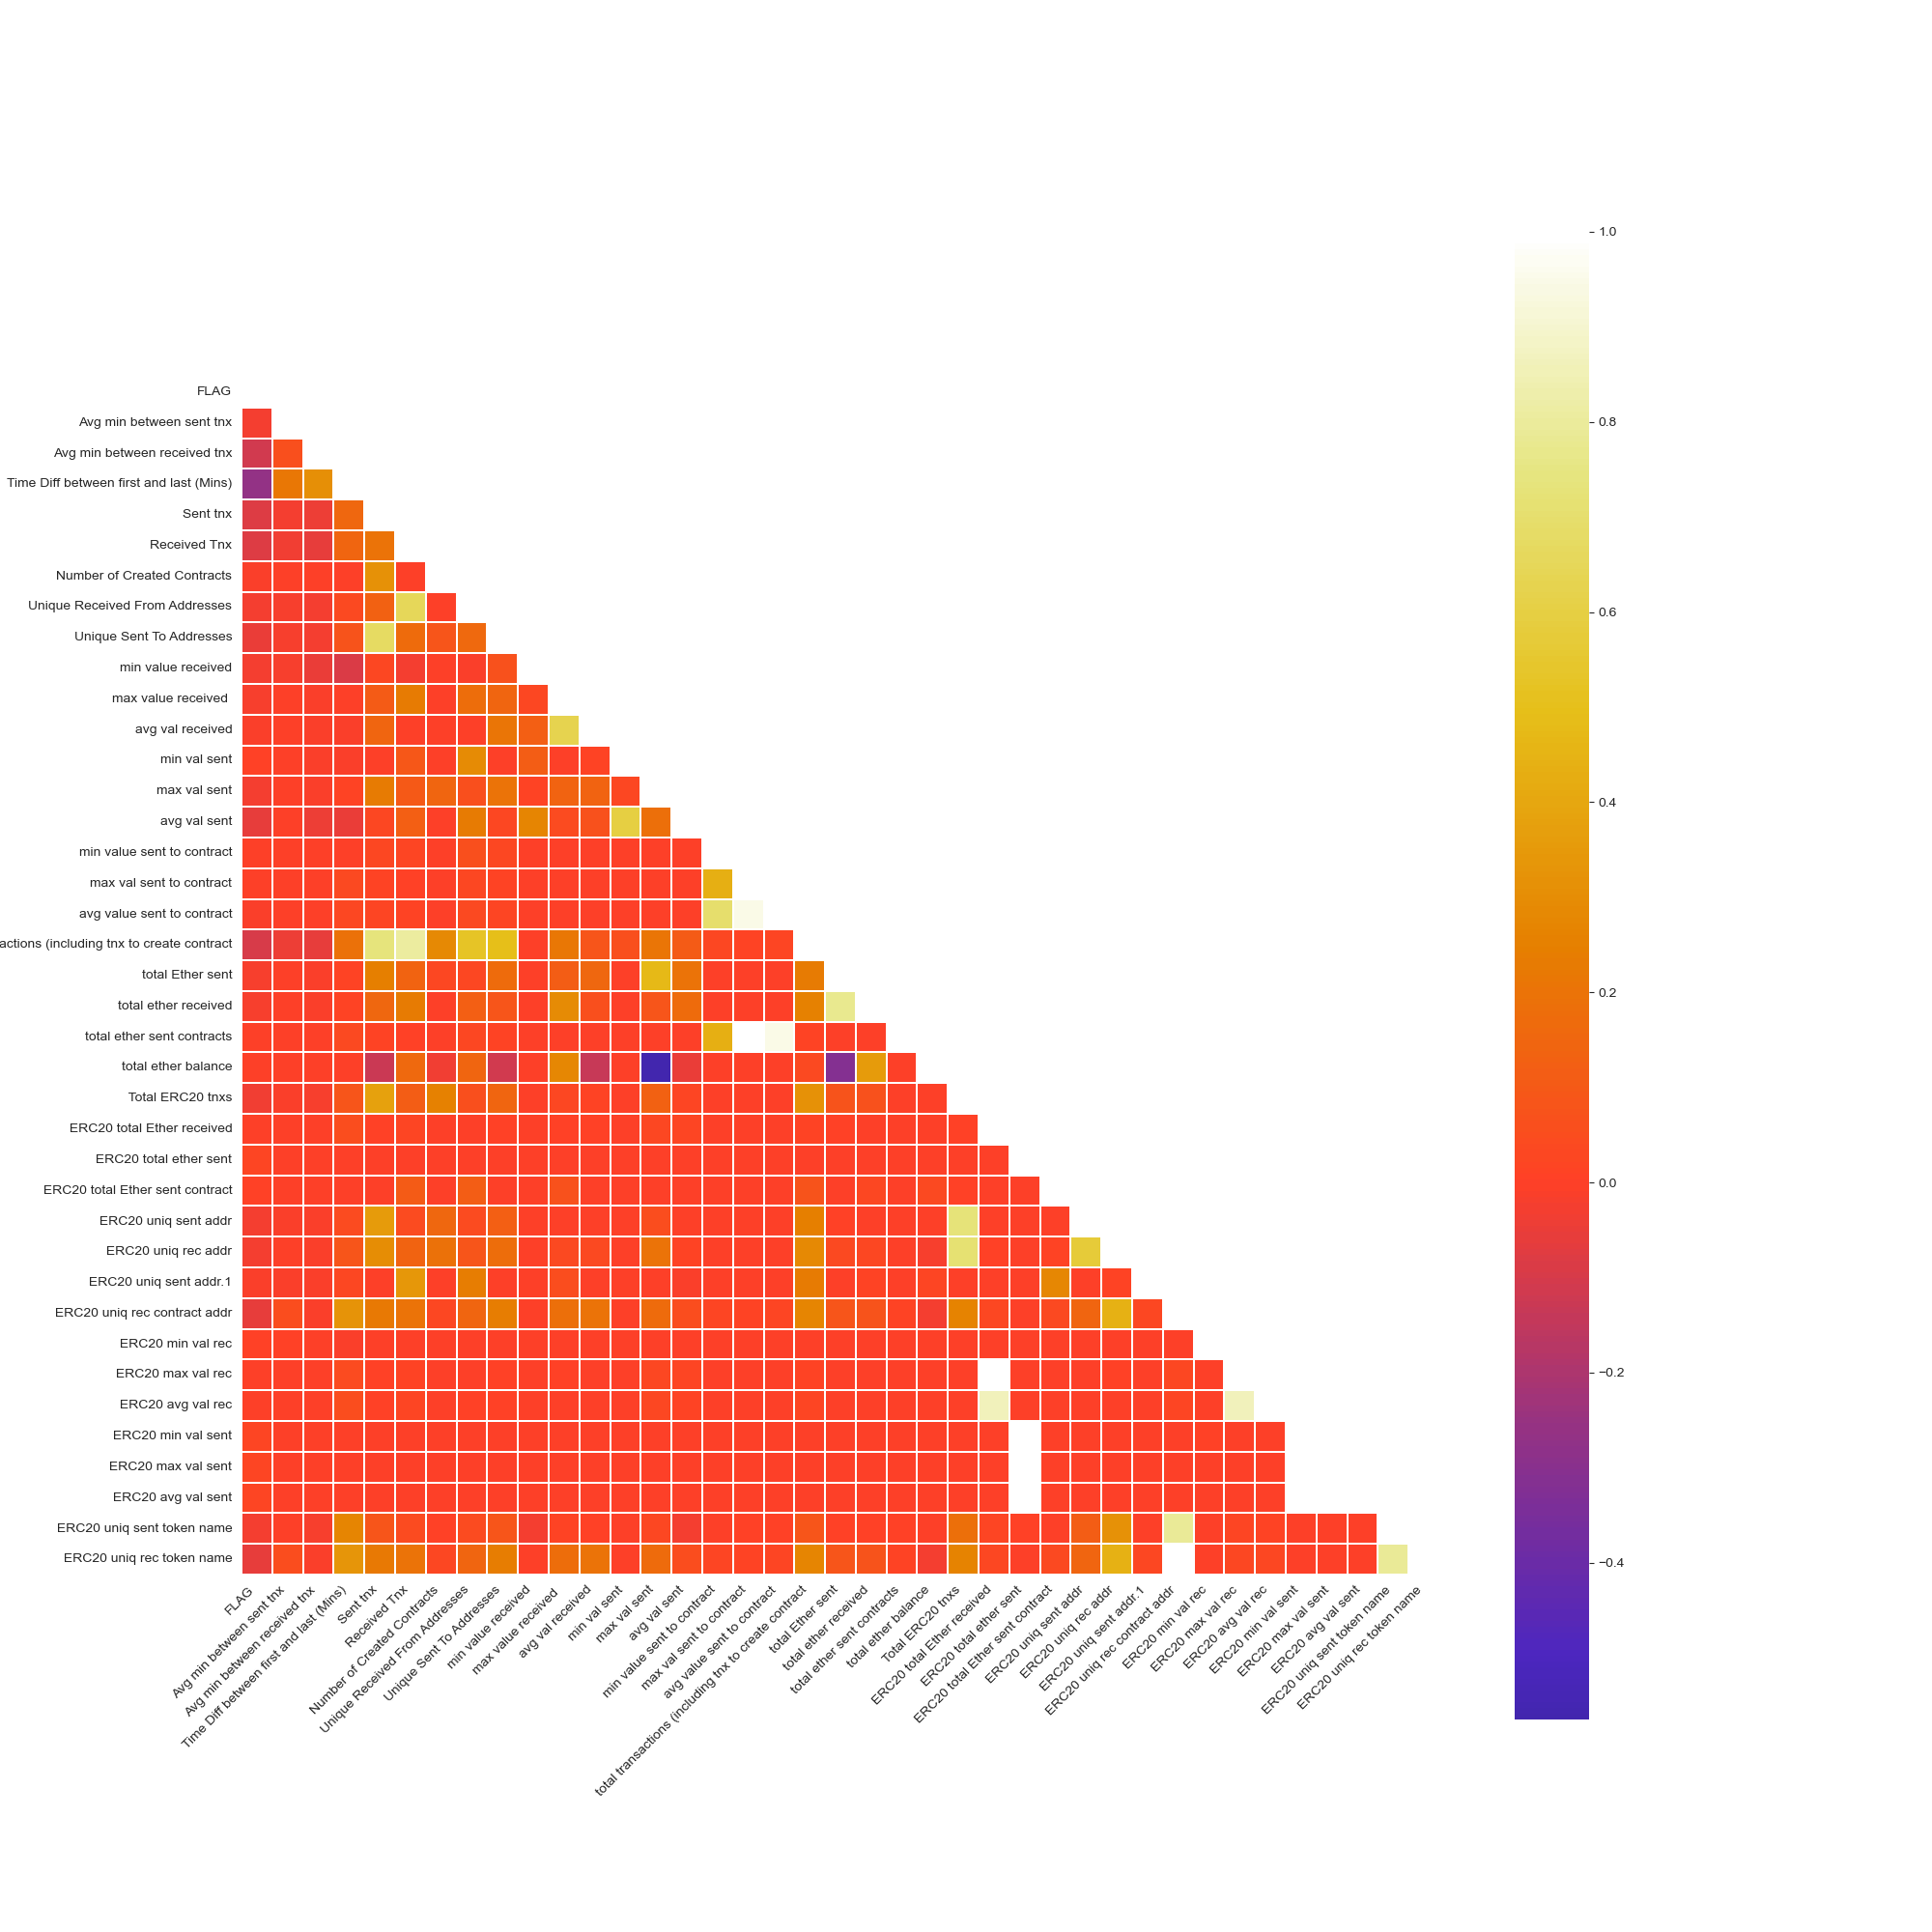 1.0
0.8
0.6
0.4
0.2
0.0
−0.2
−0.4
FLAG
Avg min between sent tnx
Avg min between received tnx
Time Diff between first and last (Mins)
Sent tnx
Received Tnx
Number of Created Contracts
Unique Received From Addresses
Unique Sent To Addresses
min value received
max value received
avg val received
min val sent
max val sent
avg val sent
min value sent to contract
max val sent to contract
avg value sent to contract
actions (including tnx to create contract
total Ether sent
total ether received
total ether sent contracts
total ether balance
Total ERC20 tnxs
ERC20 total Ether received
ERC20 total ether sent
ERC20 total Ether sent contract
ERC20 uniq sent addr
ERC20 uniq rec addr
ERC20 uniq sent addr.1
ERC20 uniq rec contract addr
ERC20 min val rec
ERC20 max val rec
ERC20 avg val rec
ERC20 min val sent
ERC20 max val sent
ERC20 avg val sent
ERC20 uniq sent token name
ERC20 uniq rec token name
FLAG
Avg min between sent tnx
Avg min between received tnx
Time Diff between first and last (Mins)
Sent tnx
Received Tnx
Number of Created Contracts
Unique Received From Addresses
Unique Sent To Addresses
min value received
max value received
avg val received
min val sent
max val sent
avg val sent
min value sent to contract
max val sent to contract
avg value sent to contract
total transactions (including tnx to create contract
total Ether sent
total ether received
total ether sent contracts
total ether balance
Total ERC20 tnxs
ERC20 total Ether received
ERC20 total ether sent
ERC20 total Ether sent contract
ERC20 uniq sent addr
ERC20 uniq rec addr
ERC20 uniq sent addr.1
ERC20 uniq rec contract addr
ERC20 min val rec
ERC20 max val rec
ERC20 avg val rec
ERC20 min val sent
ERC20 max val sent
ERC20 avg val sent
ERC20 uniq sent token name
ERC20 uniq rec token name